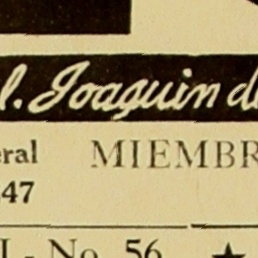 l. Joaquin d
eral MIEMBR
47
I - No. 56 ★